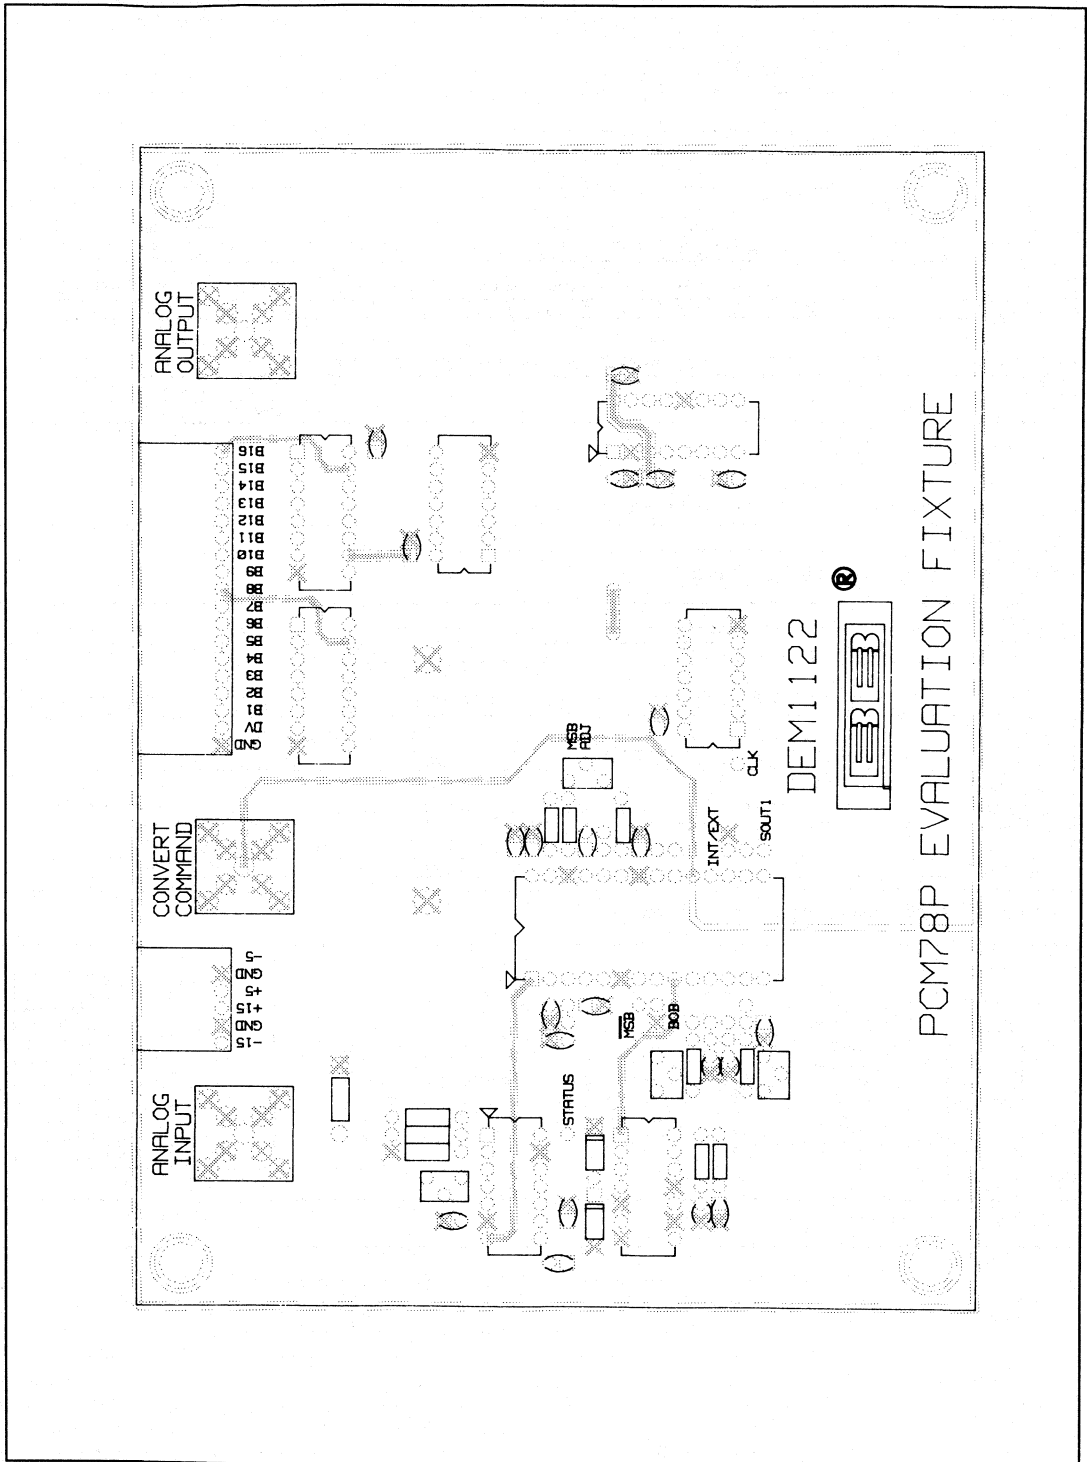 ANALOG
INPUT
-15
GND
+15
+5
GND
-5
CONVERT
COMMAND
GND
DV
B1
B2
B3
B4
B5
B6
B7
B8
B9
B10
B11
B12
B13
B14
B15
B16
ANALOG
OUTPUT
STATUS
MSB
BOB
MSB
ADJ
INT/EXT
CLK
SOUT1
DEM1122
BB
®
PCM78P EVALUATION FIXTURE